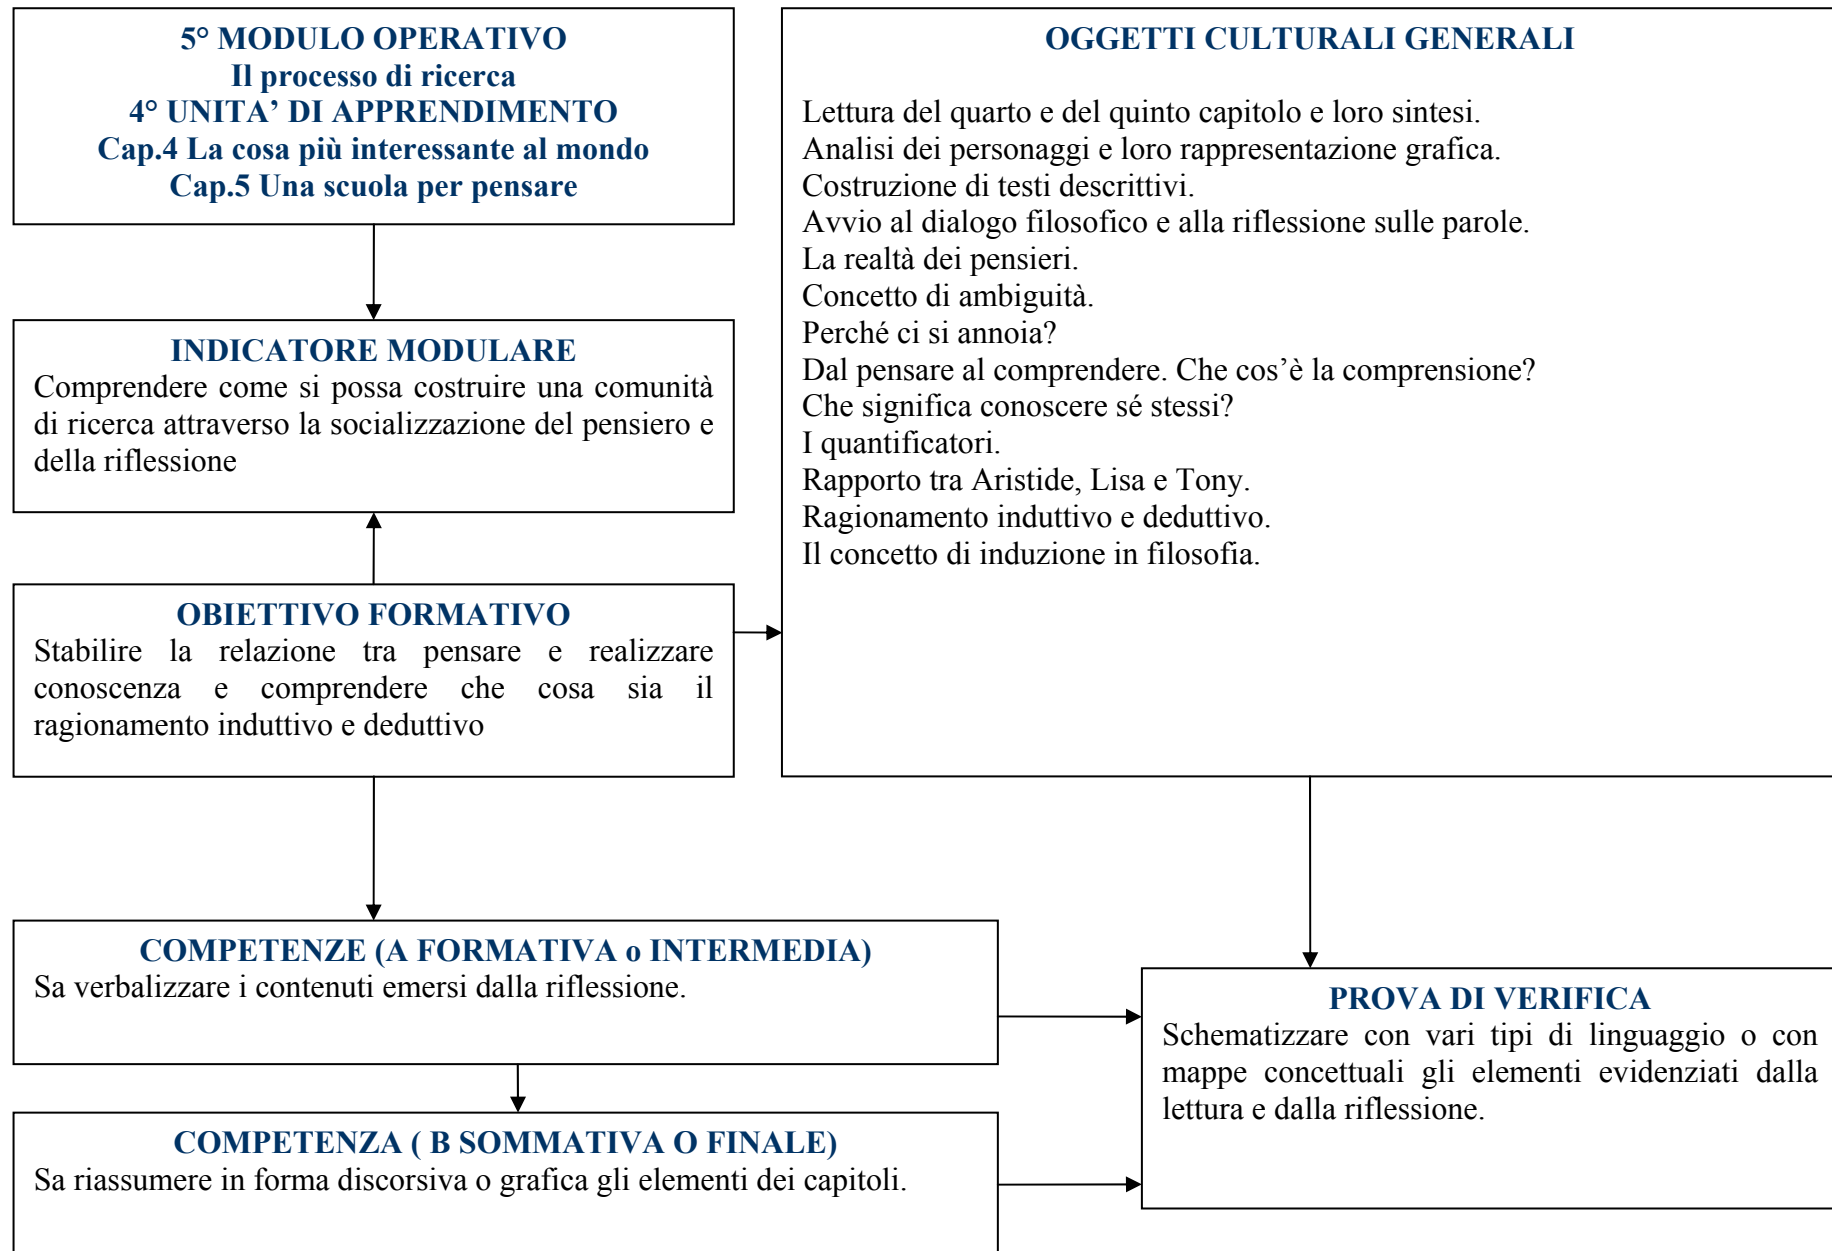 5° MODULO OPERATIVO
Il processo di ricerca
4° UNITA’ DI APPRENDIMENTO
Cap.4 La cosa più interessante al mondo
Cap.5 Una scuola per pensare
INDICATORE MODULARE
Comprendere come si possa costruire una comunità
di ricerca attraverso la socializzazione del pensiero e
della riflessione
OBIETTIVO FORMATIVO
Stabilire la relazione tra pensare e realizzare
conoscenza e comprendere che cosa sia il
ragionamento induttivo e deduttivo
OGGETTI CULTURALI GENERALI
Lettura del quarto e del quinto capitolo e loro sintesi.
Analisi dei personaggi e loro rappresentazione grafica.
Costruzione di testi descrittivi.
Avvio al dialogo filosofico e alla riflessione sulle parole.
La realtà dei pensieri.
Concetto di ambiguità.
Perché ci si annoia?
Dal pensare al comprendere. Che cos’è la comprensione?
Che significa conoscere sé stessi?
I quantificatori.
Rapporto tra Aristide, Lisa e Tony.
Ragionamento induttivo e deduttivo.
Il concetto di induzione in filosofia.
COMPETENZE (A FORMATIVA o INTERMEDIA)
Sa verbalizzare i contenuti emersi dalla riflessione.
COMPETENZA ( B SOMMATIVA O FINALE)
Sa riassumere in forma discorsiva o grafica gli elementi dei capitoli.
PROVA DI VERIFICA
Schematizzare con vari tipi di linguaggio o con
mappe concettuali gli elementi evidenziati dalla
lettura e dalla riflessione.